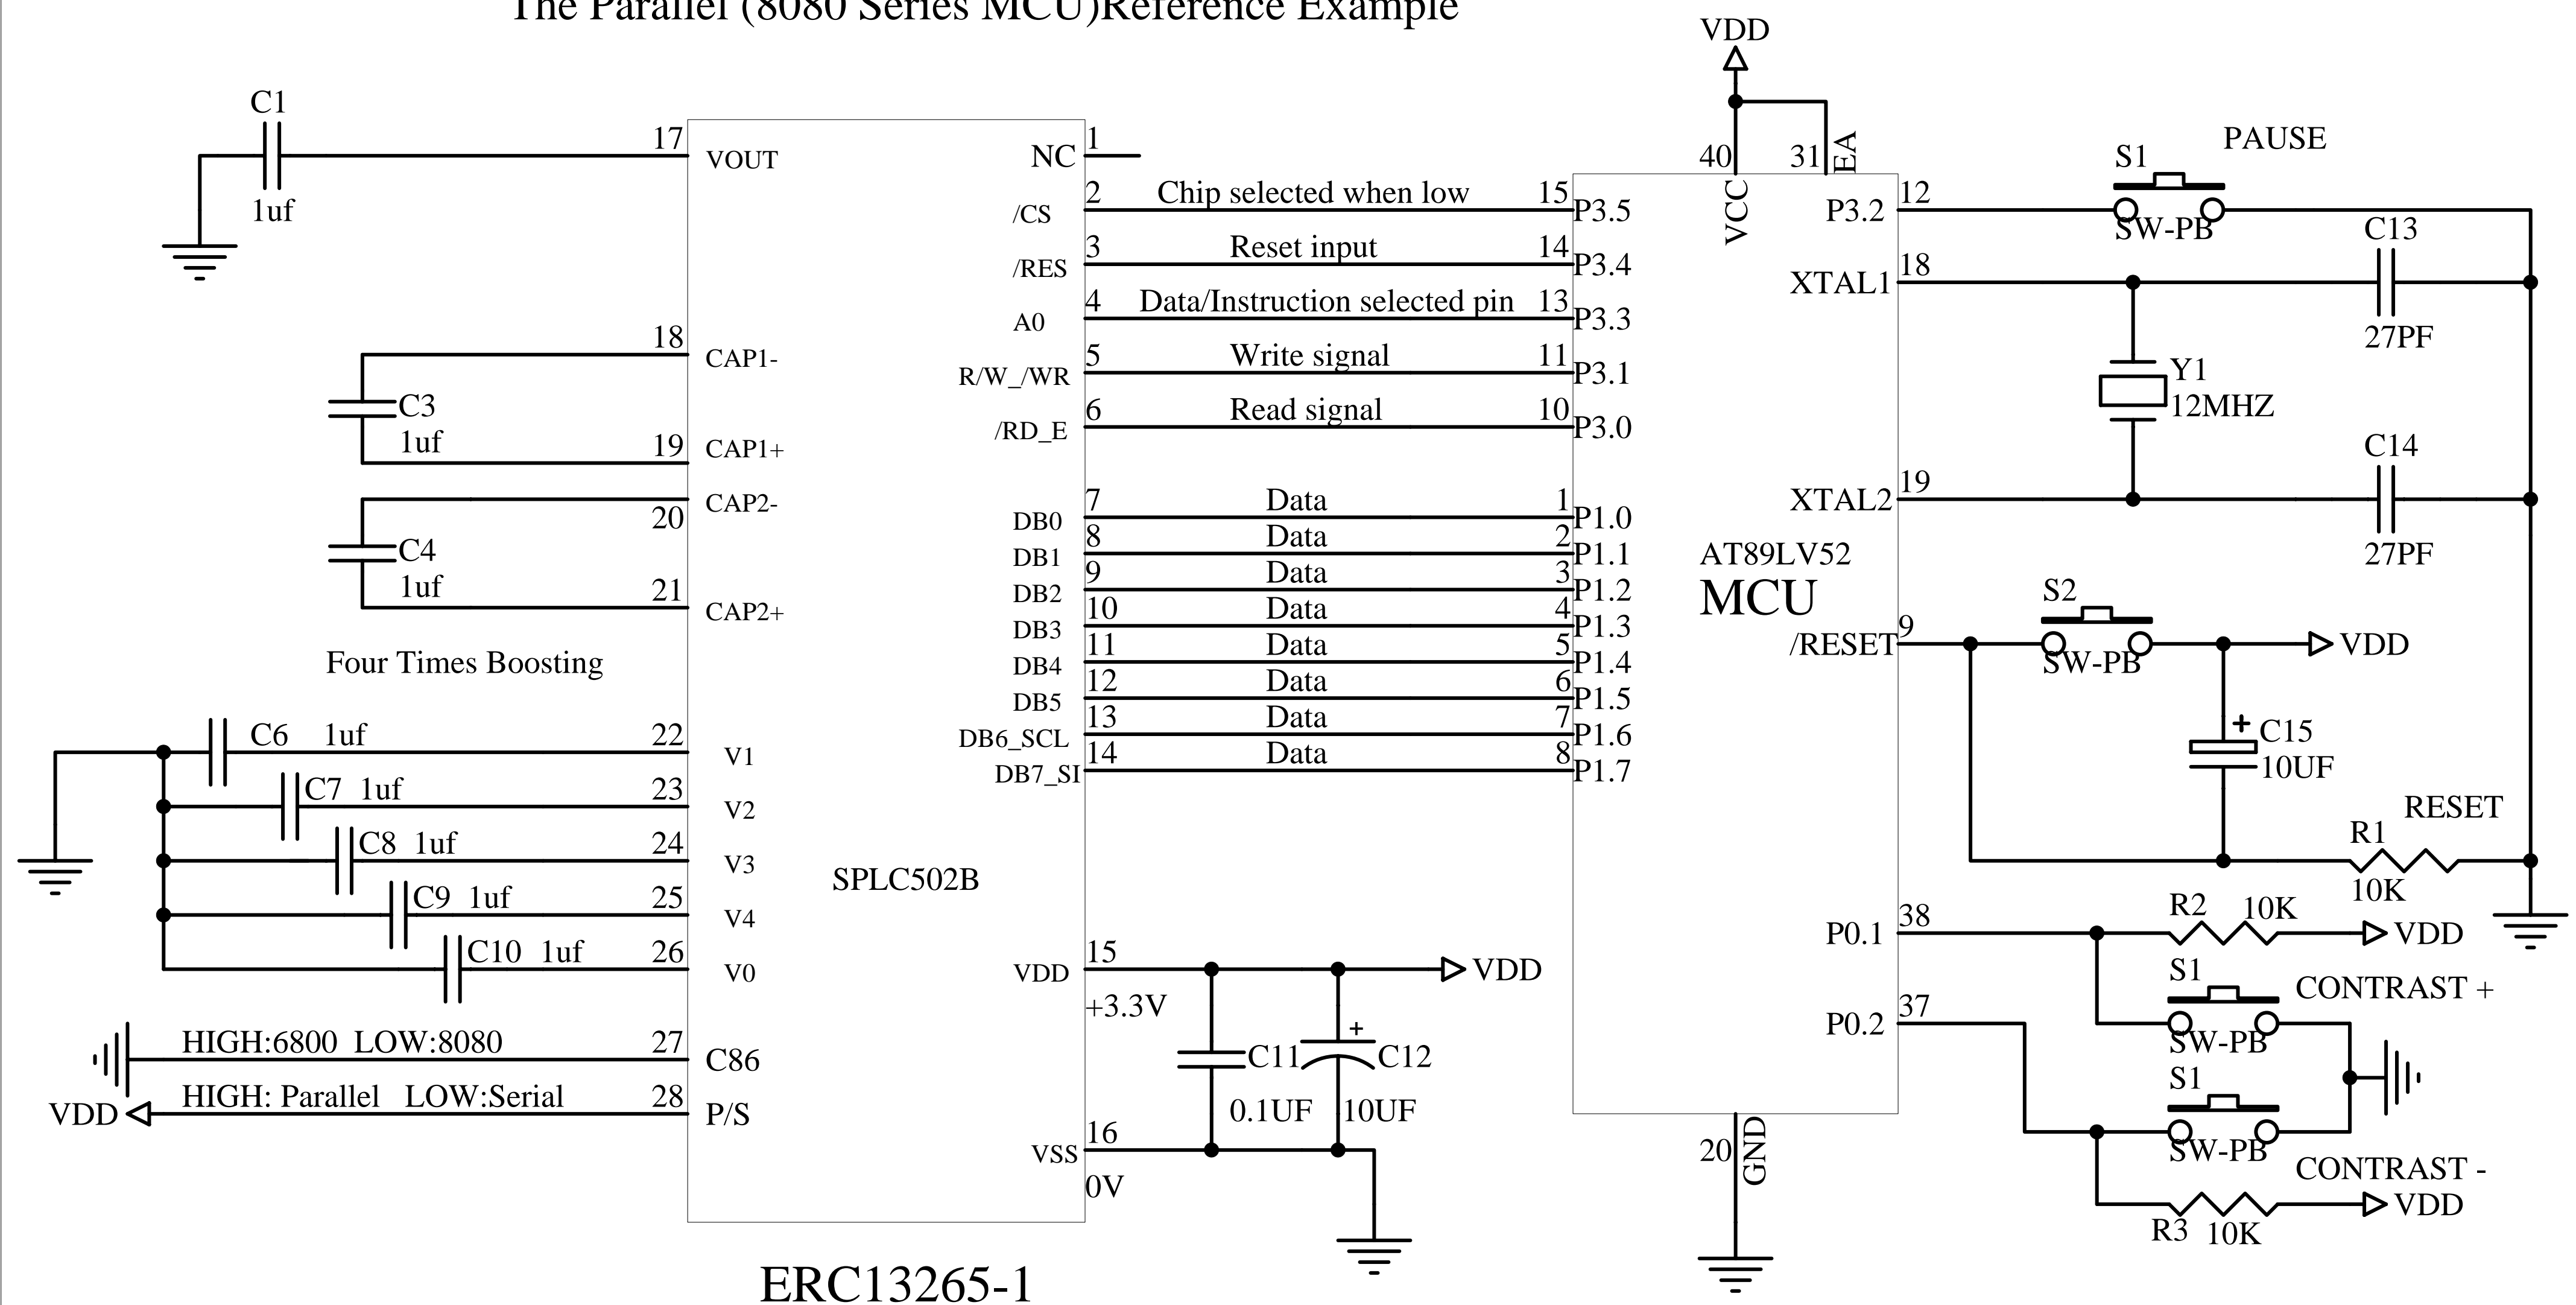 The Parallel (8080 Series MCU)Reference Example
C1
1uf
17
VOUT
18
CAP1-
C3
1uf
19
CAP1+
CAP2-
20
C4
1uf
21
CAP2+
Four Times Boosting
C6 1uf
22
V1
C7 1uf
23
V2
C8 1uf
24
V3
C9 1uf
25
V4
C10 1uf
26
V0
HIGH:6800 LOW:8080
27
C86
VDD
HIGH: Parallel LOW:Serial
28
P/S
SPLC502B
ERC13265-1
NC
1
/CS
2
Chip selected when low
15
P3.5
/RES
3
Reset input
14
P3.4
A0
4
Data/Instruction selected pin
13
P3.3
R/W_/WR
5
Write signal
11
P3.1
/RD_E
6
Read signal
10
P3.0
DB0
7
Data
1
P1.0
DB1
8
Data
2
P1.1
DB2
9
Data
3
P1.2
DB3
10
Data
4
P1.3
DB4
11
Data
5
P1.4
DB5
12
Data
6
P1.5
DB6_SCL
13
Data
7
P1.6
DB7_SI
14
Data
8
P1.7
VDD
15
+3.3V
VDD
C11
0.1UF
+
C12
10UF
VSS
16
0V
VDD
40
VCC
31
EA
AT89LV52
MCU
20
GND
P3.2
12
S1
SW-PB
PAUSE
XTAL1
18
C13
27PF
Y1
12MHZ
XTAL2
19
C14
27PF
/RESET
9
S2
SW-PB
VDD
+
C15
10UF
RESET
R1
10K
P0.1
38
R2 10K
VDD
S1
SW-PB
CONTRAST +
P0.2
37
S1
SW-PB
CONTRAST -
R3 10K
VDD